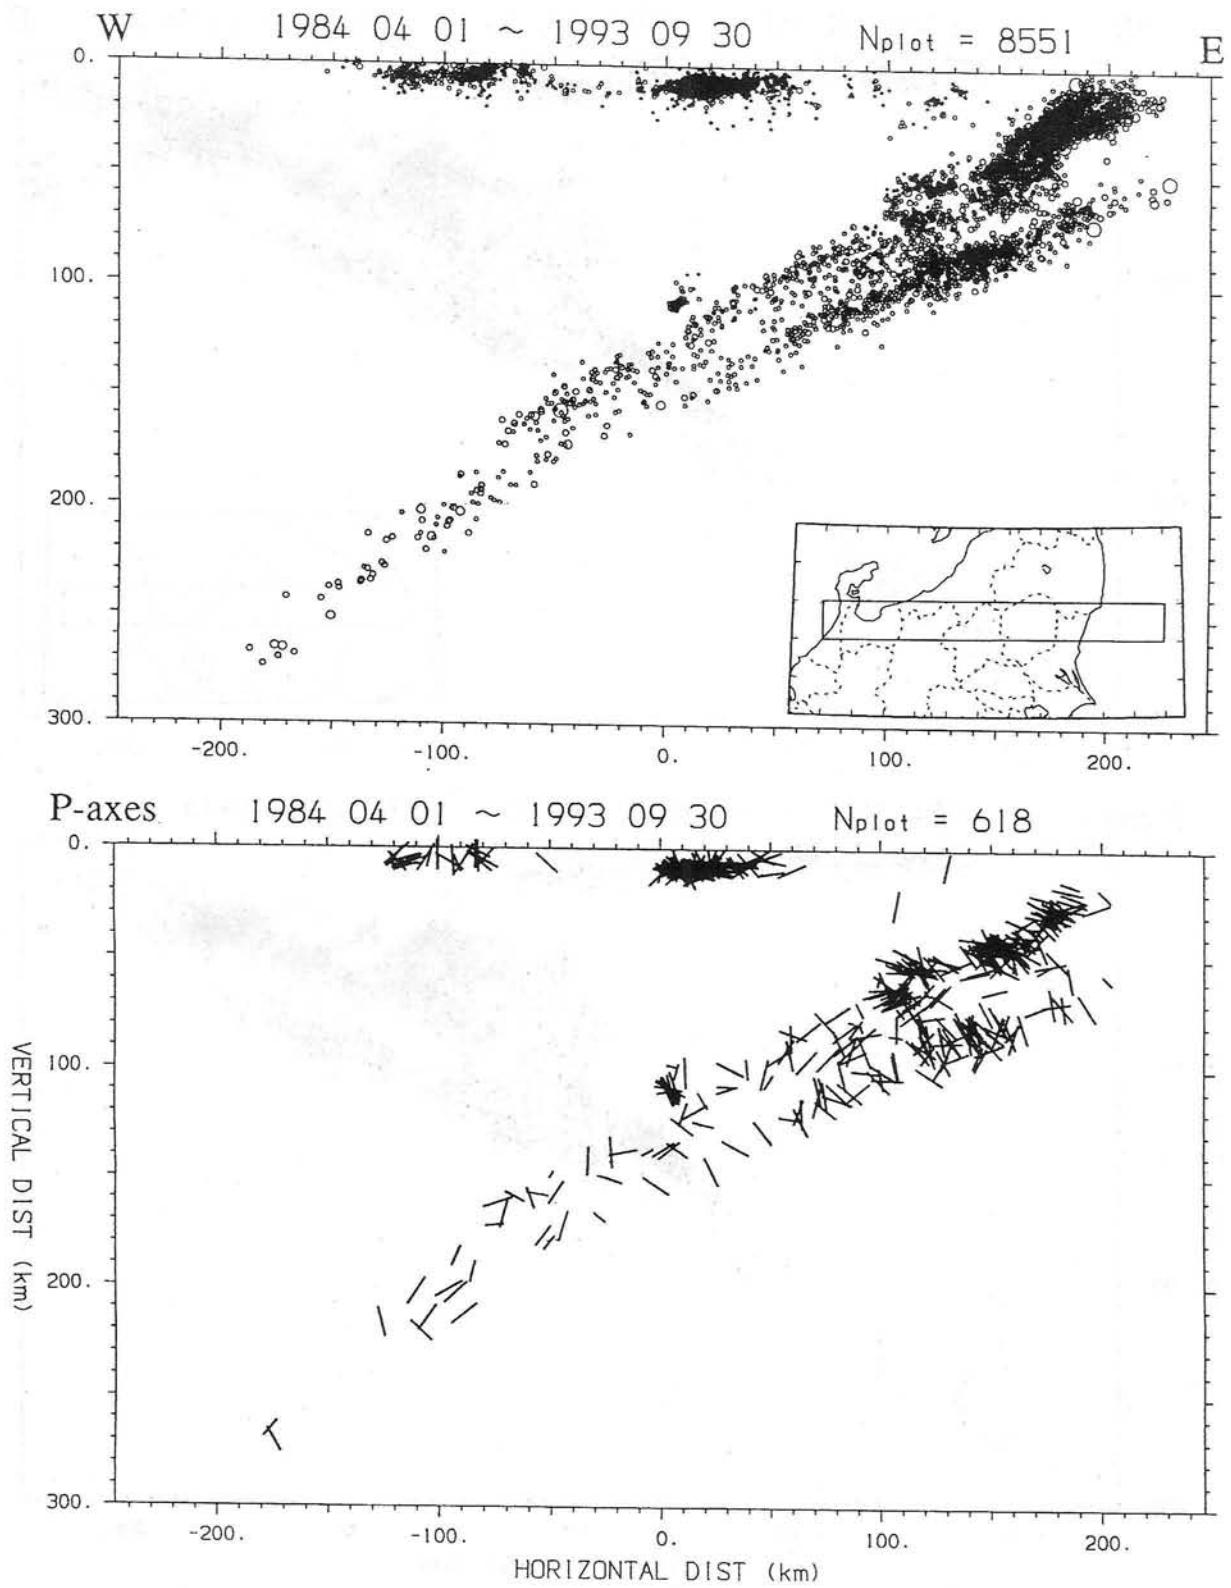 W 1984 04 01 ~ 1993 09 30 Nplot = 8551 E
0.
100.
200.
300.
-200. -100. 0. 100. 200.
P-axes 1984 04 01 ~ 1993 09 30 Nplot = 618
0.
100.
200.
300.
VERTICAL DIST (km)
-200. -100. 0. 100. 200.
HORIZONTAL DIST (km)